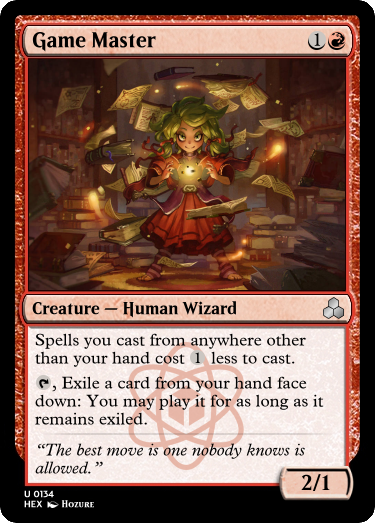 Game Master 1
Creature — Human Wizard
Spells you cast from anywhere other
than your hand cost 1 less to cast.
, Exile a card from your hand face
down: You may play it for as long as it
remains exiled.
“The best move is one nobody knows is
allowed.”
2/1
U 0134
HEX Hozure